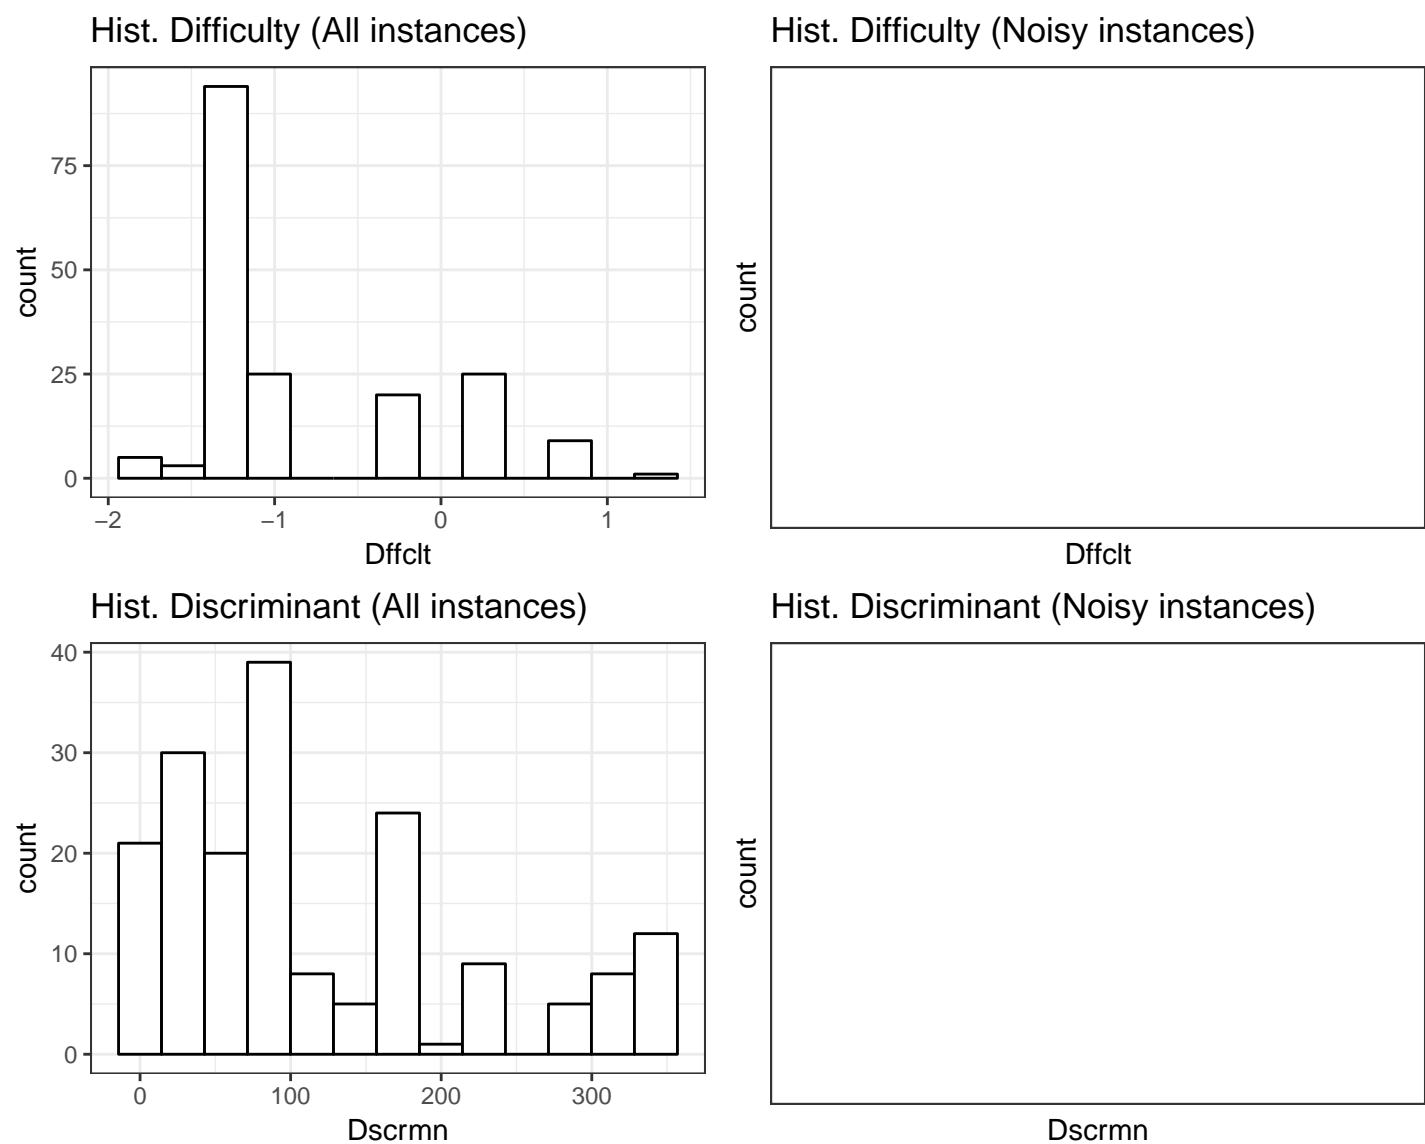 Hist. Difficulty (All instances)
count
75
50
25
0
−2 −1 0 1
Dffclt
Hist. Difficulty (Noisy instances)
count
Dffclt
Hist. Discriminant (All instances)
count
40
30
20
10
0
0 100 200 300
Dscrmn
Hist. Discriminant (Noisy instances)
count
Dscrmn